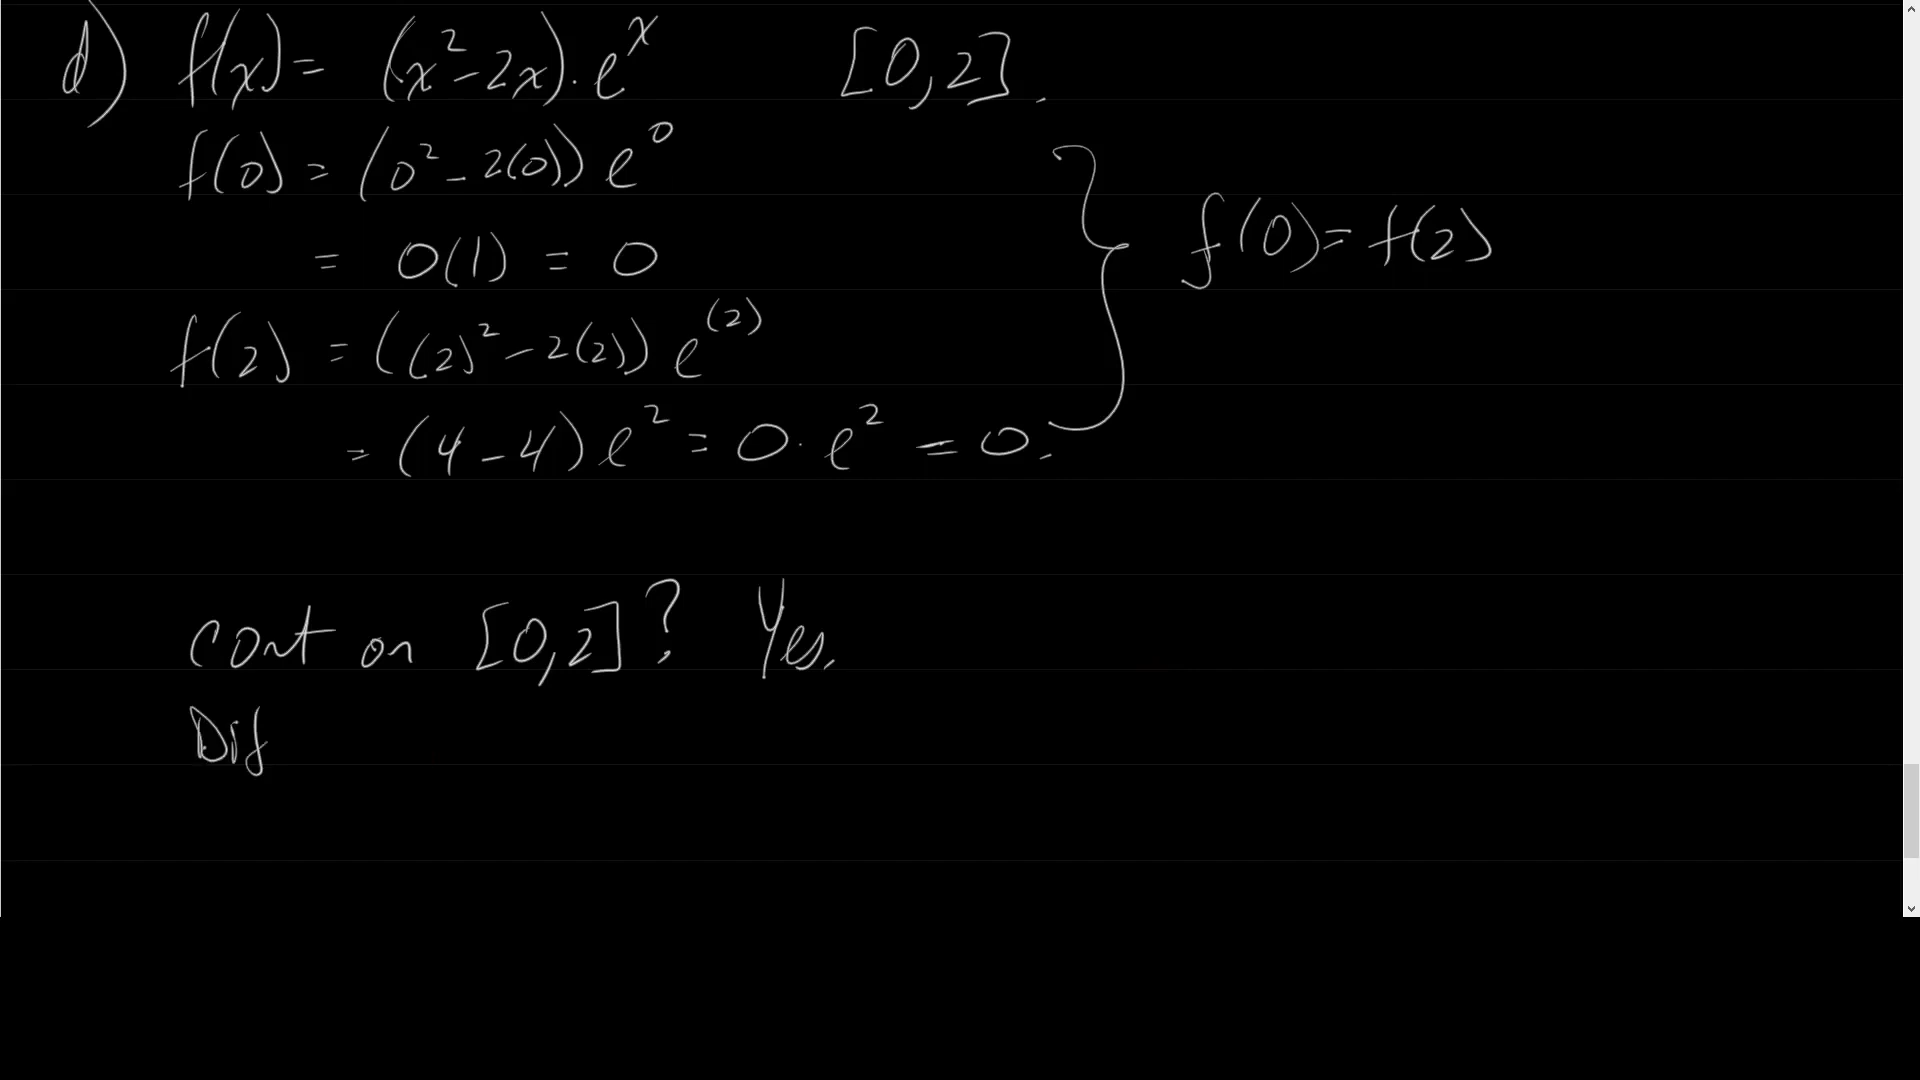 d) f(x) = (x²-2x)·eˣ [0,2].
f(0) = (0²-2(0)) e⁰
= 0(1) = 0
f(0) = f(2)
f(2) = ((2)²-2(2)) e⁽²⁾
= (4-4) e² = 0·e² = 0.
cont on [0,2]? Yes.
Dif